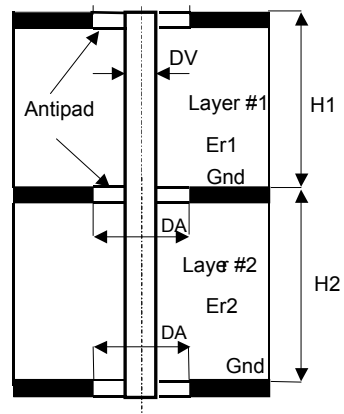 DV
H1
Antipad
Layer #1
Er1
Gnd
DA
Layer #2
H2
Er2
DA
Gnd